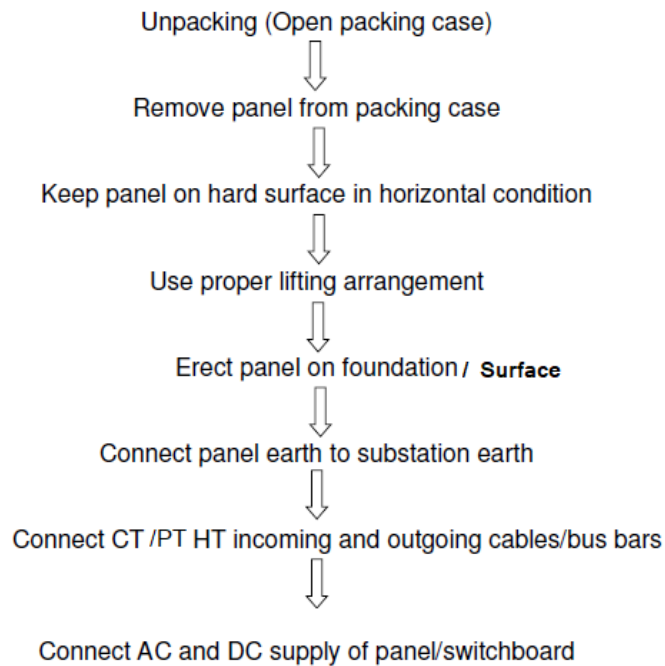 Unpacking (Open packing case)
Remove panel from packing case
Keep panel on hard surface in horizontal condition
Use proper lifting arrangement
Erect panel on foundation / Surface
Connect panel earth to substation earth
Connect CT /PT HT incoming and outgoing cables/bus bars
Connect AC and DC supply of panel/switchboard